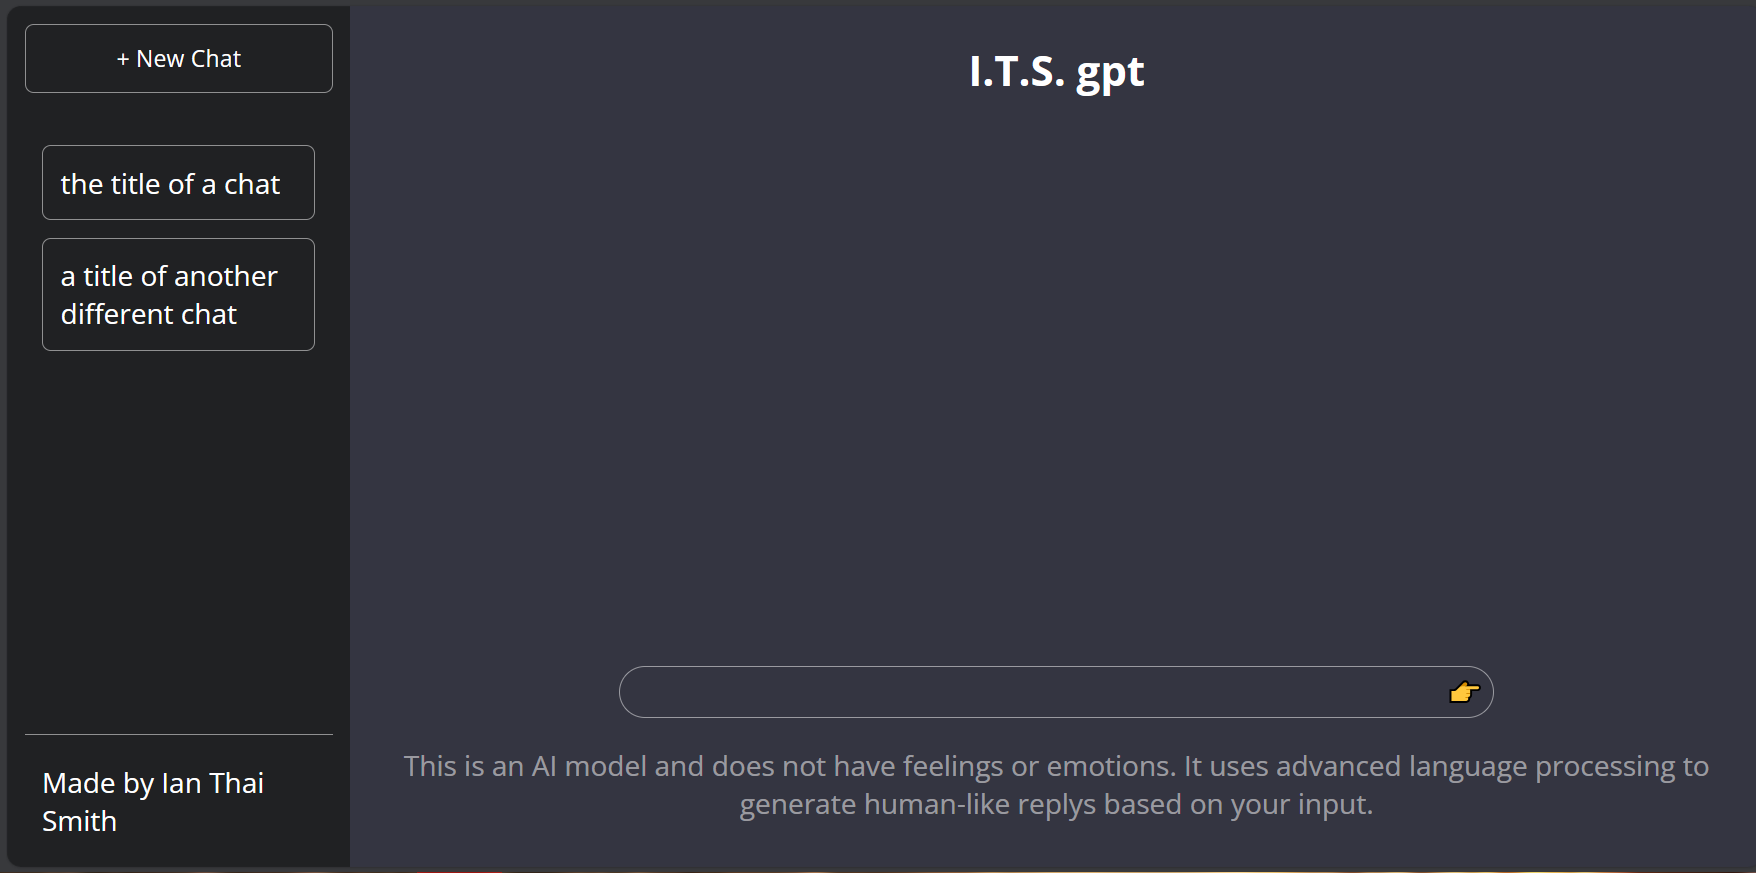 + New Chat
the title of a chat
a title of another
different chat
Made by Ian Thai
Smith
I.T.S. gpt
This is an AI model and does not have feelings or emotions. It uses advanced language processing to
generate human-like replys based on your input.